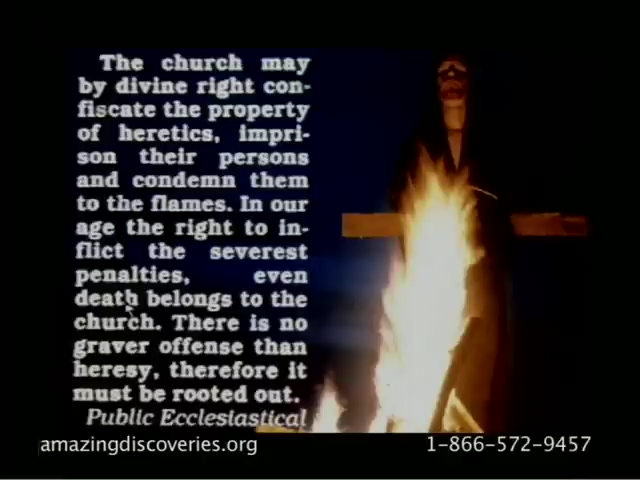 The church may
by divine right con-
fiscate the property
of heretics, impri-
son their persons
and condemn them
to the flames. In our
age the right to in-
flict the severest
penalties, even
death belongs to the
church. There is no
graver offense than
heresy, therefore it
must be rooted out.
Public Ecclesiastical
amazingdiscoveries.org
1-866-572-9457